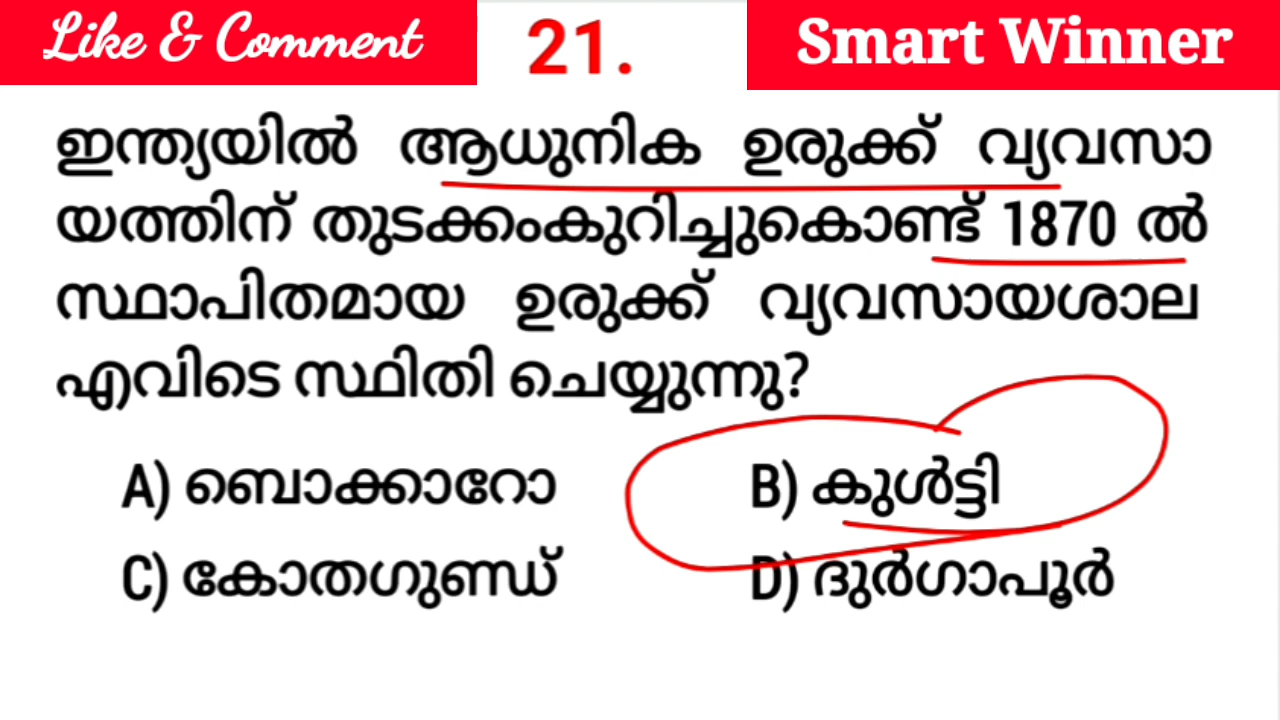 Like & Comment
21.
Smart Winner
ഇന്ത്യയിൽ ആധുനിക ഉരുക്ക് വ്യവസാ
യത്തിന് തുടക്കംകുറിച്ചുകൊണ്ട് 1870 ൽ
സ്ഥാപിതമായ ഉരുക്ക് വ്യവസായശാല
എവിടെ സ്ഥിതി ചെയ്യുന്നു?
A) ബൊക്കാറോ
B) കുൾട്ടി
C) കോതഗുണ്ഡ്
D) ദുർഗാപൂർ